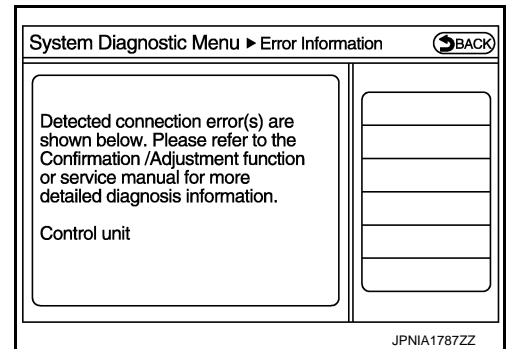 System Diagnostic Menu ▶ Error Information
BACK
Detected connection error(s) are
shown below. Please refer to the
Confirmation /Adjustment function
or service manual for more
detailed diagnosis information.
Control unit
JPNIA1787ZZ